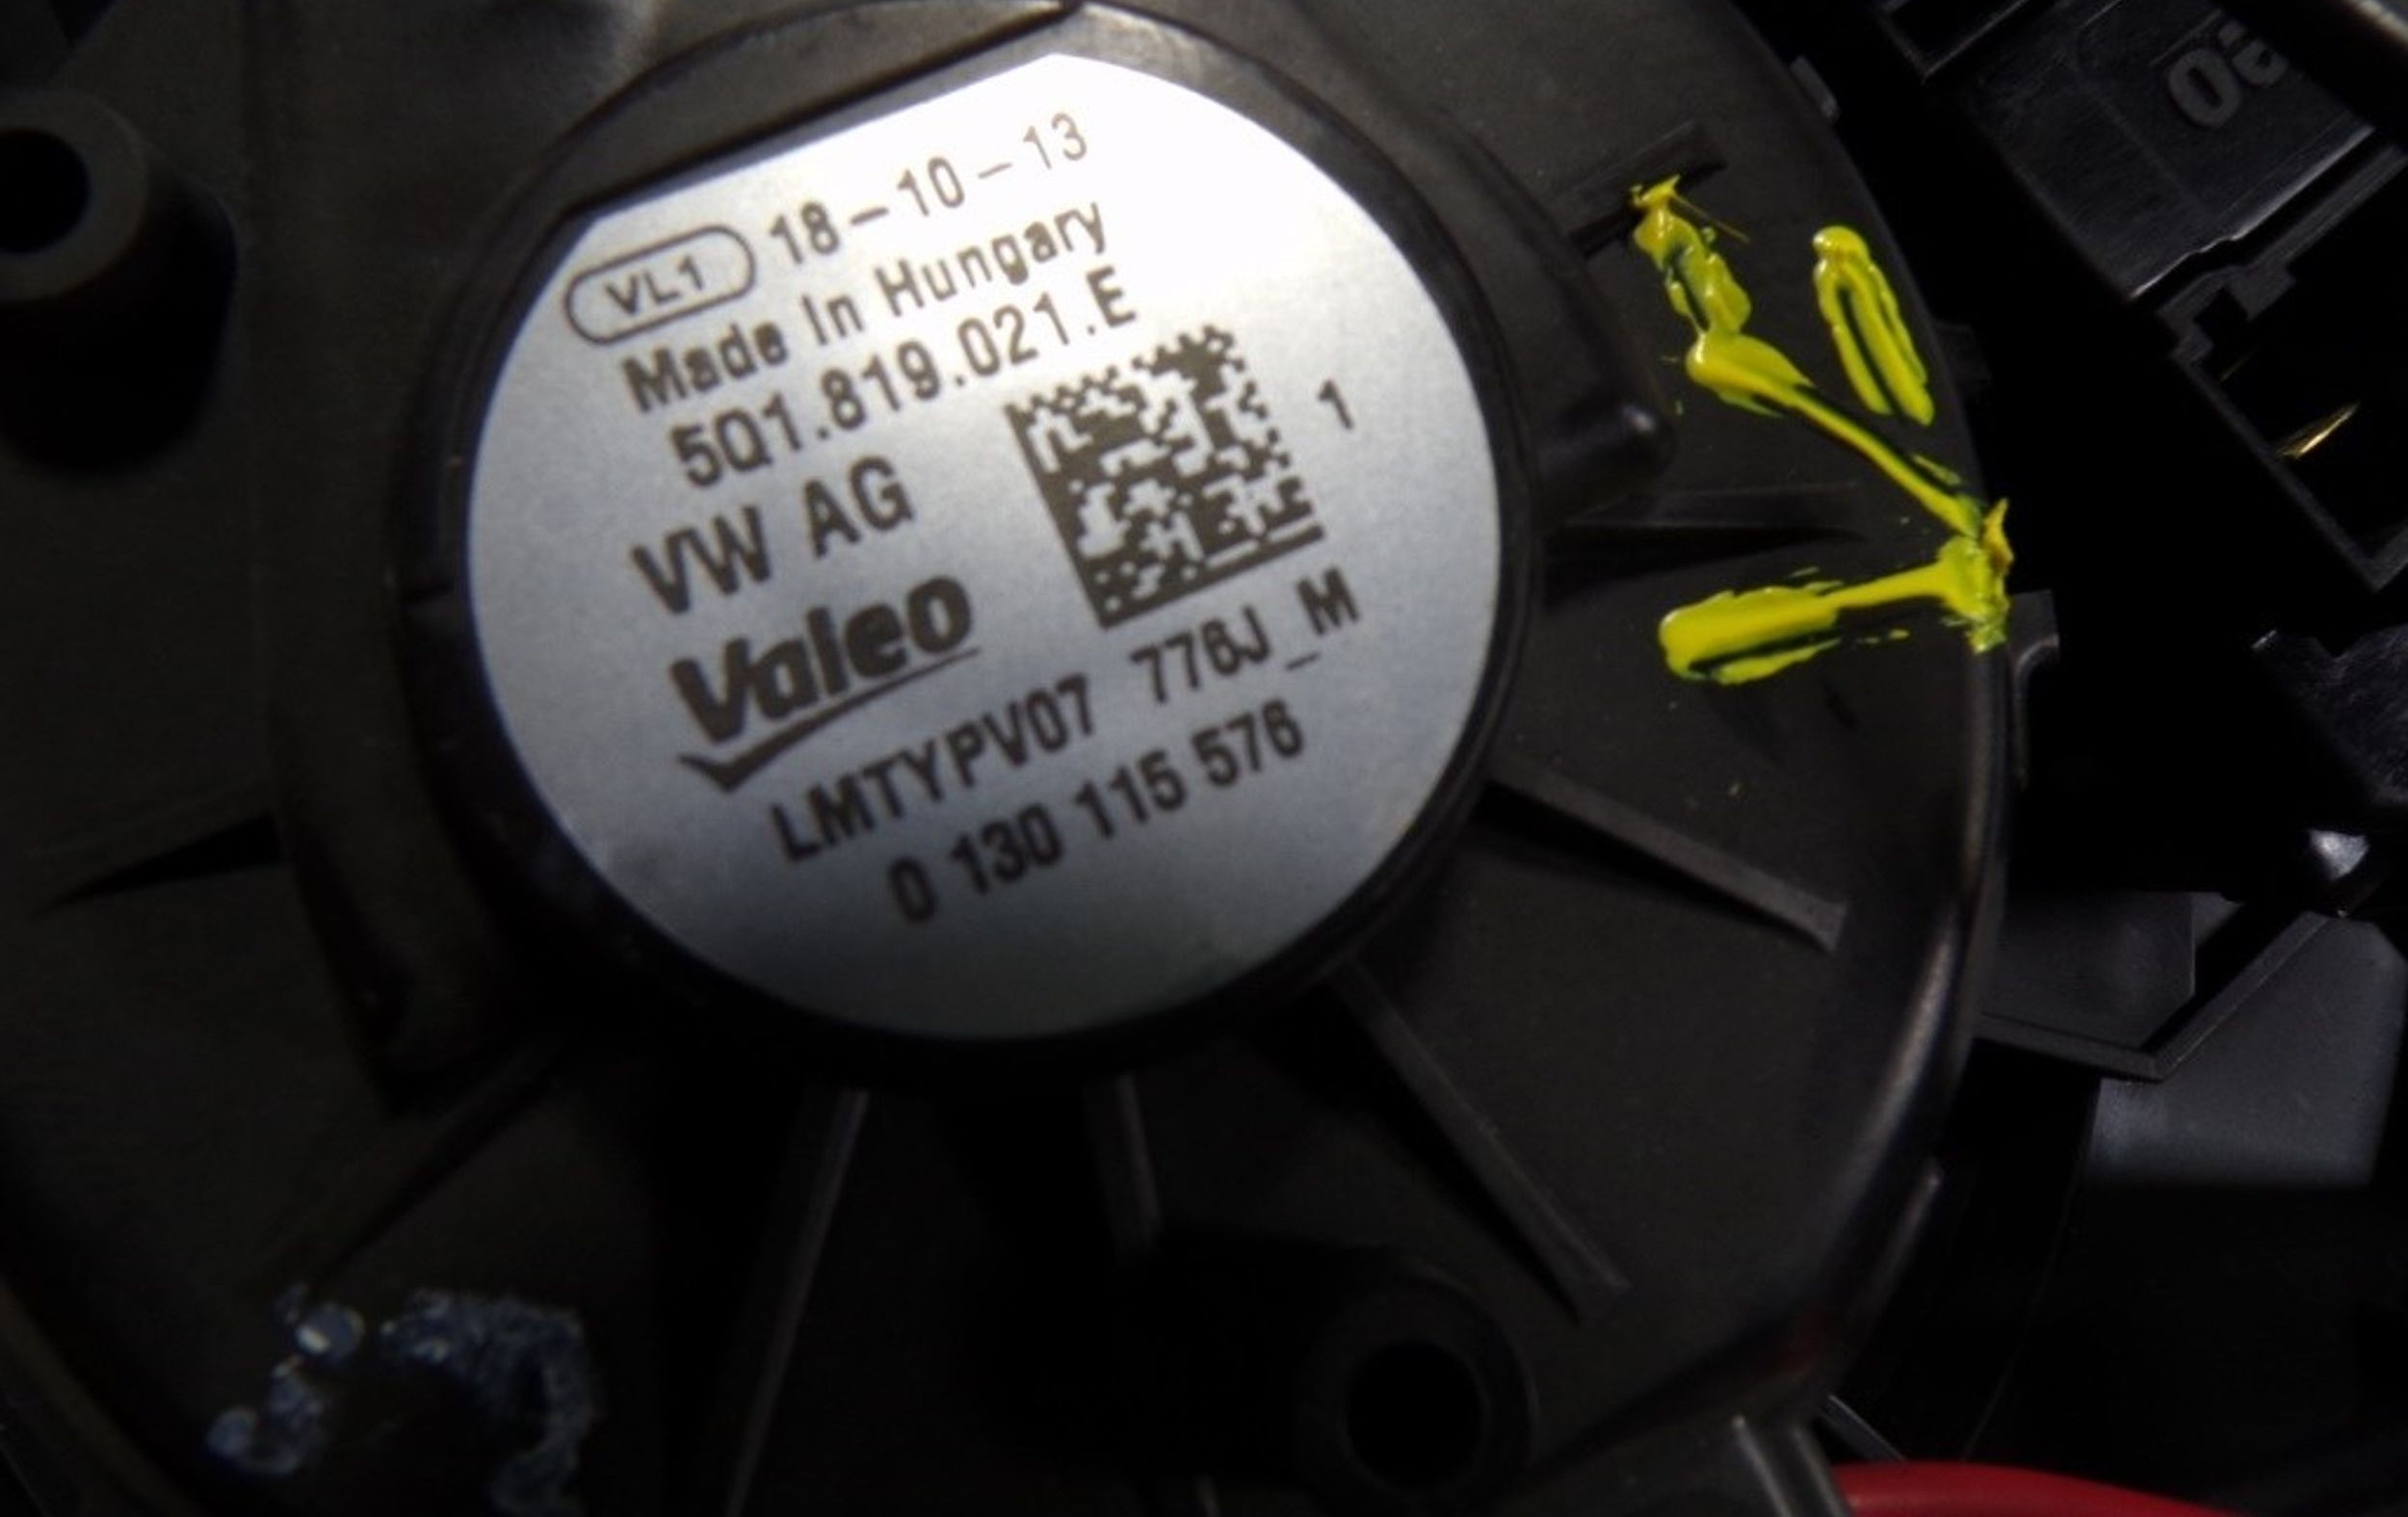 VL1 18-10-13
Made In Hungary
5Q1.819.021.E
VW AG
1
Valeo
LMTYPV07 776J_M
0 130 115 576